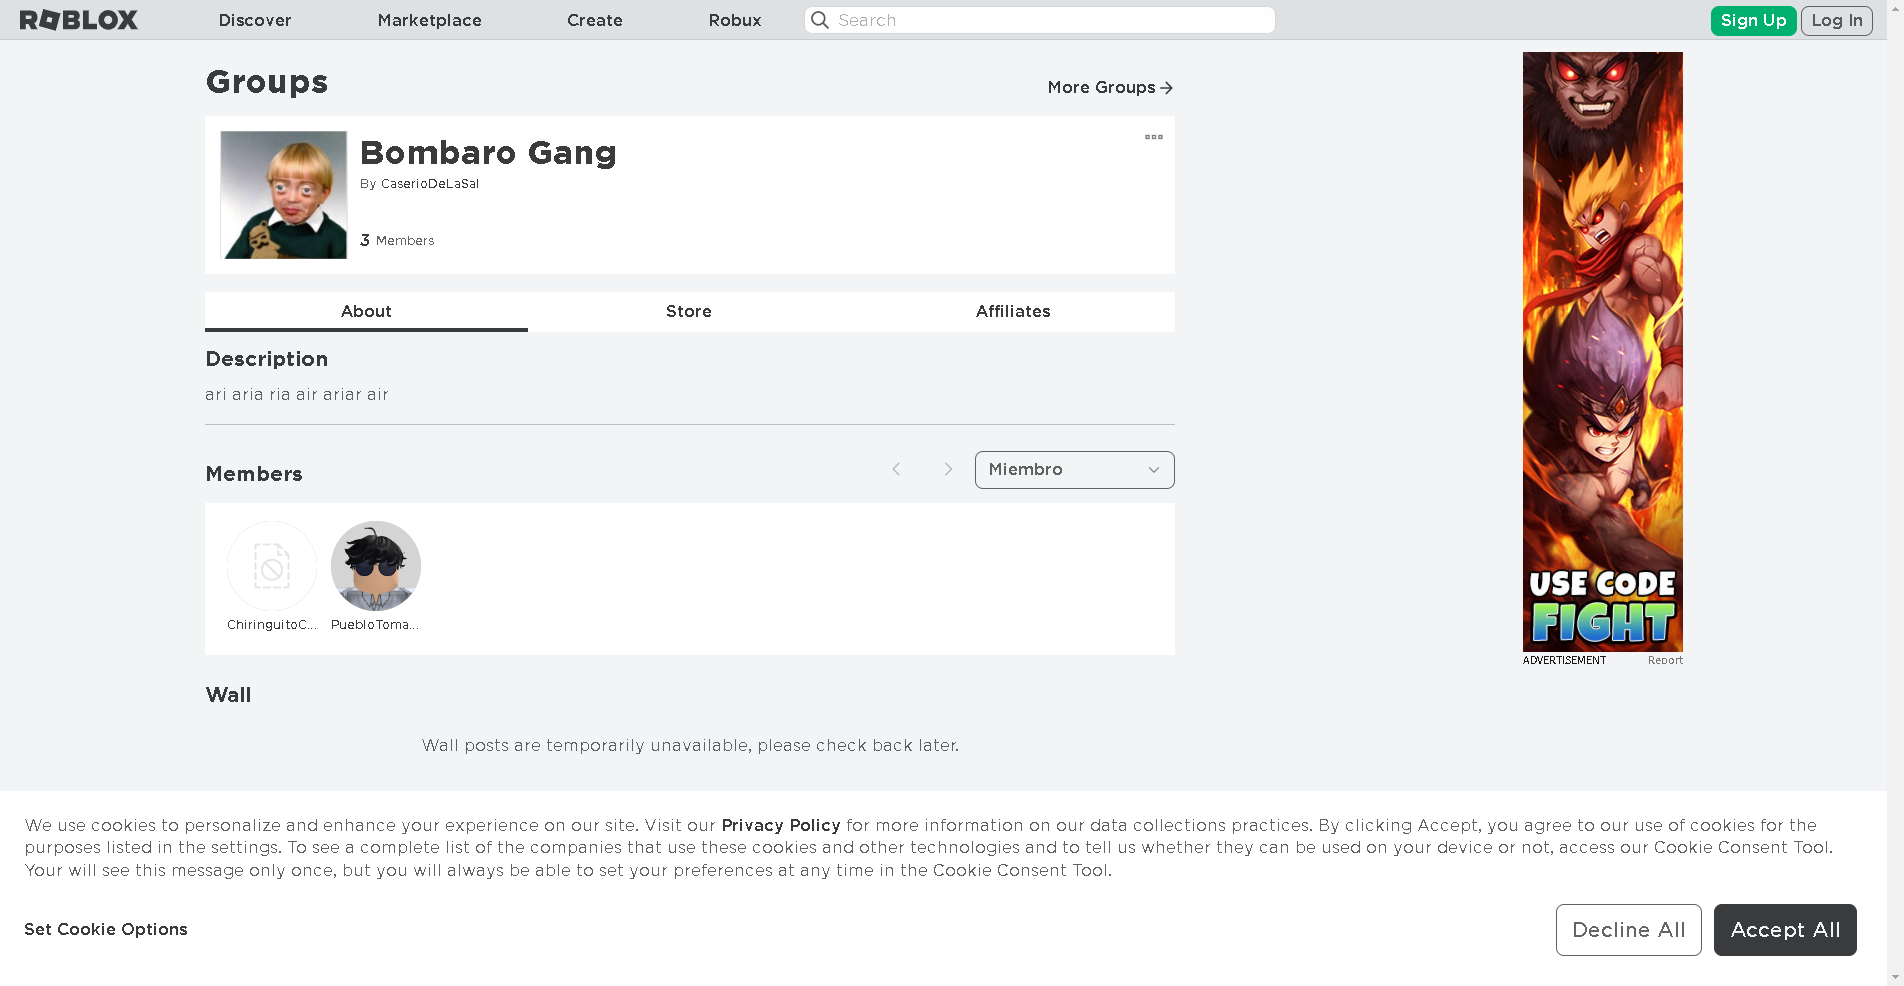 ROBLOX
Discover
Marketplace
Create
Robux
Search
Sign Up
Log In
Groups
More Groups
Bombaro Gang
By CaserioDeLaSal
3 Members
About
Store
Affiliates
Description
ari aria ria air ariar air
Members
Miembro
ChiringuitoC...
PuebloToma...
Wall
Wall posts are temporarily unavailable, please check back later.
USE CODE
FIGHT
ADVERTISEMENT
Report
We use cookies to personalize and enhance your experience on our site. Visit our Privacy Policy for more information on our data collections practices. By clicking Accept, you agree to our use of cookies for the
purposes listed in the settings. To see a complete list of the companies that use these cookies and other technologies and to tell us whether they can be used on your device or not, access our Cookie Consent Tool.
Your will see this message only once, but you will always be able to set your preferences at any time in the Cookie Consent Tool.
Set Cookie Options
Decline All
Accept All